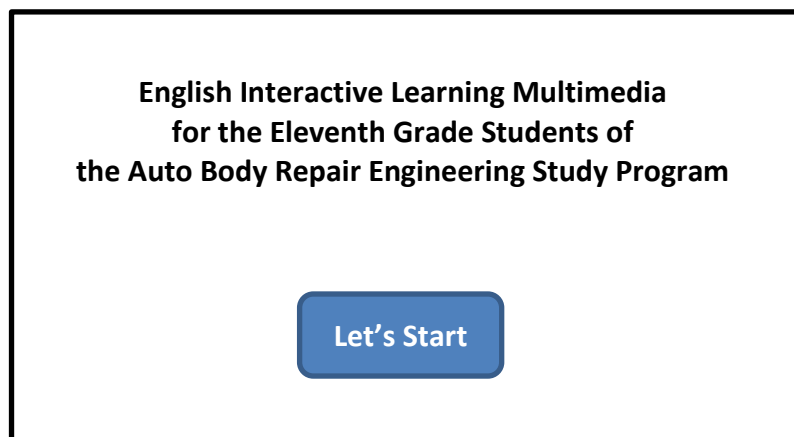 English Interactive Learning Multimedia
for the Eleventh Grade Students of
the Auto Body Repair Engineering Study Program
Let’s Start